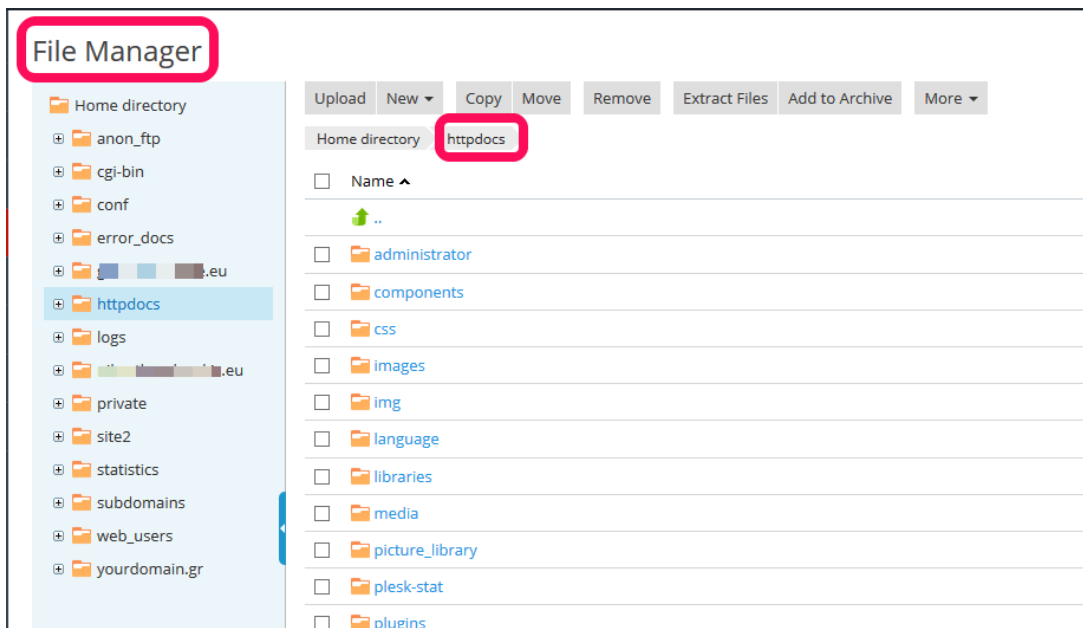 File Manager
Home directory
anon_ftp
cgi-bin
conf
error_docs
.eu
httpdocs
logs
.eu
private
site2
statistics
subdomains
web_users
yourdomain.gr
Upload New Copy Move Remove Extract Files Add to Archive More
Home directory httpdocs
Name
..
administrator
components
css
images
img
language
libraries
media
picture_library
plesk-stat
plugins